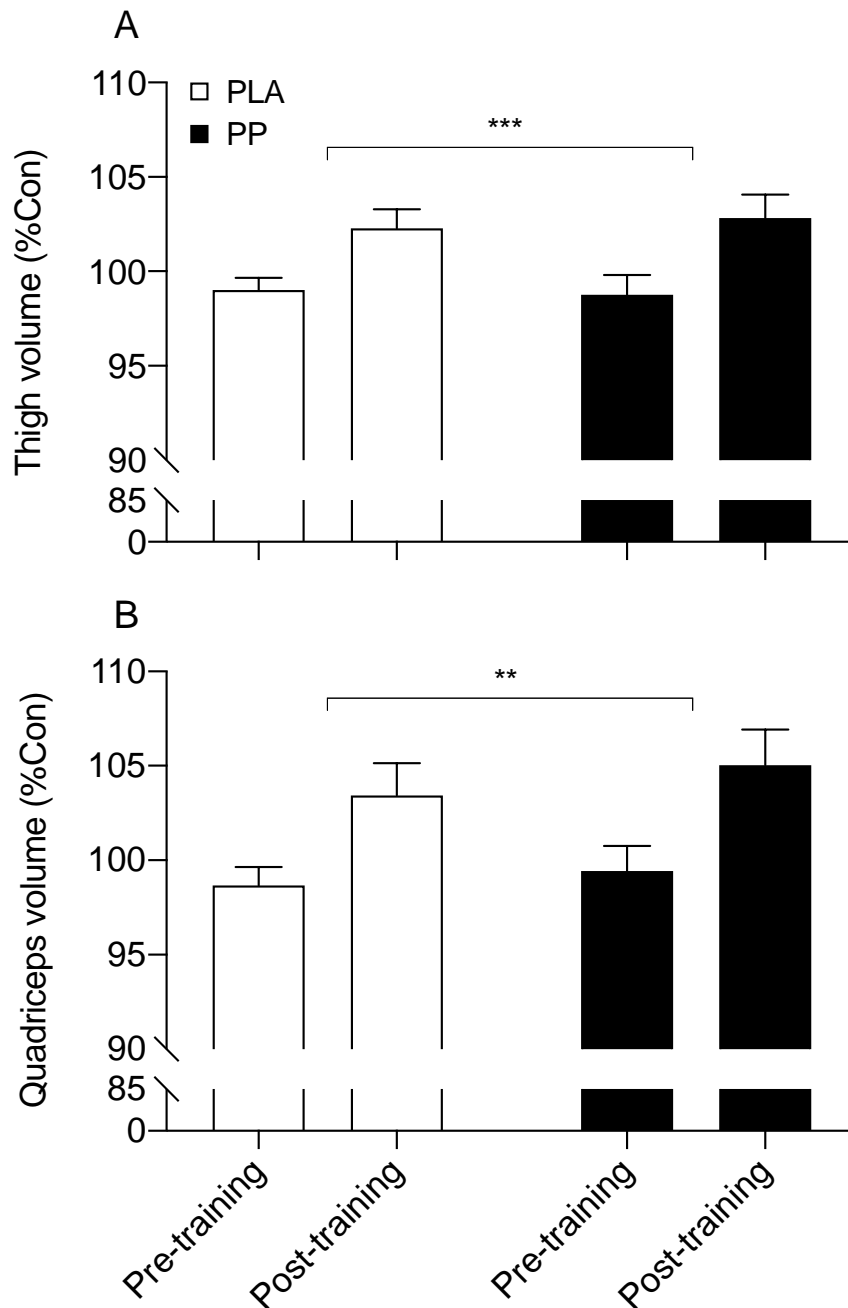 A
Thigh volume (%Con)
110
105
100
95
90
85
0
PLA
PP
***
B
Quadriceps volume (%Con)
110
105
100
95
90
85
0
**
Pre-training
Post-training
Pre-training
Post-training